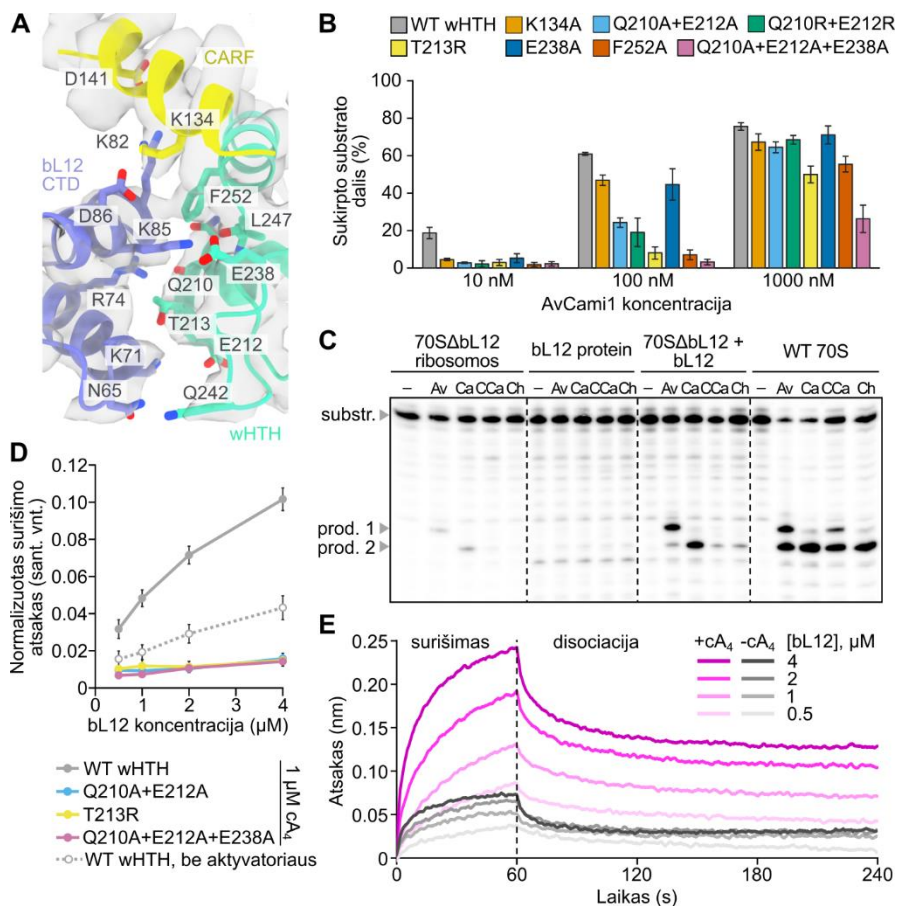 A
CARF
D141
K134
K82
bL12
CTD
F252
D86
K85
L247
E238
Q210
R74
T213
K71
E212
N65
Q242
wHTH
B
WT wHTH
K134A
Q210A+E212A
Q210R+E212R
T213R
E238A
F252A
Q210A+E212A+E238A
Sukirpto substrato
dalis (%)
80
60
40
20
0
10 nM
100 nM
1000 nM
AvCami1 koncentracija
C
70SΔbL12
ribosomos
bL12 protein
70SΔbL12 +
bL12
WT 70S
– Av Ca CCa Ch
– Av Ca CCa Ch
– Av Ca CCa Ch
– Av Ca CCa Ch
substr.
prod. 1
prod. 2
D
Normalizuotas surišimo
atsakas (sant. vnt.)
0.12
0.10
0.08
0.06
0.04
0.02
0
0 1 2 3 4
bL12 koncentracija (µM)
WT wHTH
Q210A+E212A
T213R
Q210A+E212A+E238A
1 µM cA4
WT wHTH, be aktyvatoriaus
E
surišimas
disociacija
+cA4 -cA4 [bL12], µM
4
2
1
0.5
Atsakas (nm)
0.25
0.20
0.15
0.10
0.05
0
0 60 120 180 240
Laikas (s)